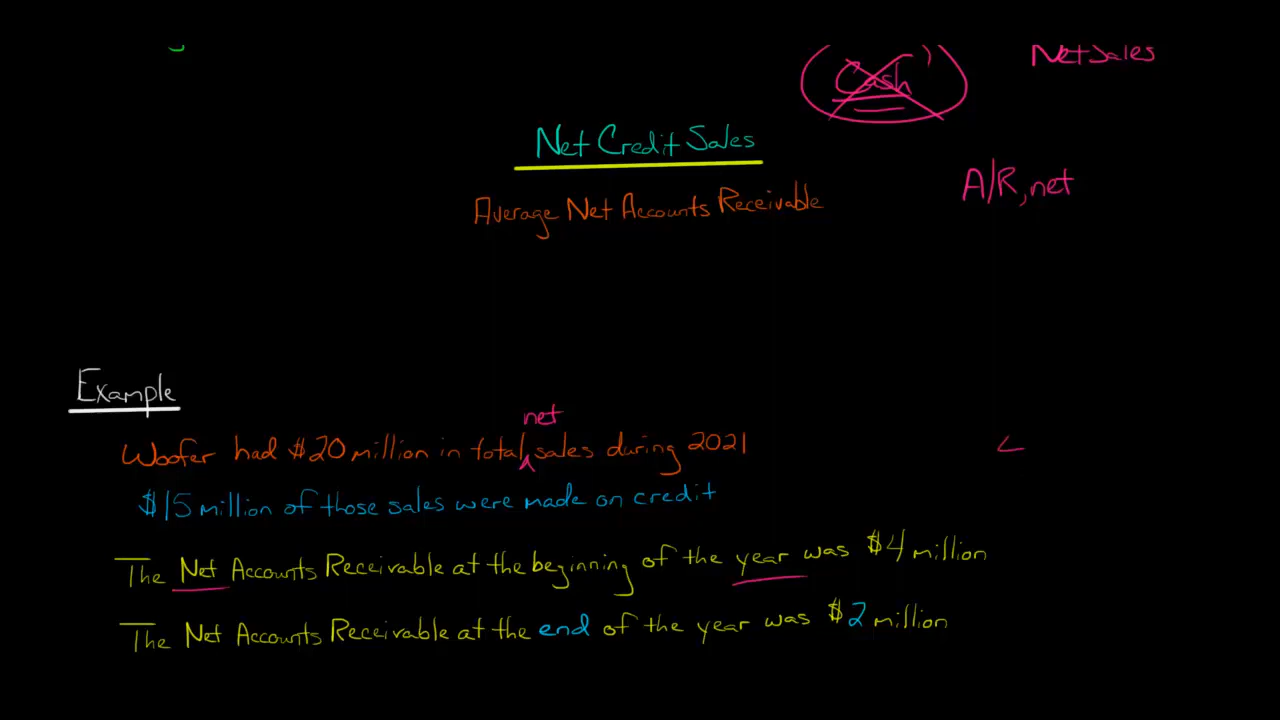 Cash
Net Sales
Net Credit Sales
Average Net Accounts Receivable
A/R, net
Example
net
Woofer had $20 million in total sales during 2021
$15 million of those sales were made on credit
The Net Accounts Receivable at the beginning of the year was $4 million
The Net Accounts Receivable at the end of the year was $2 million